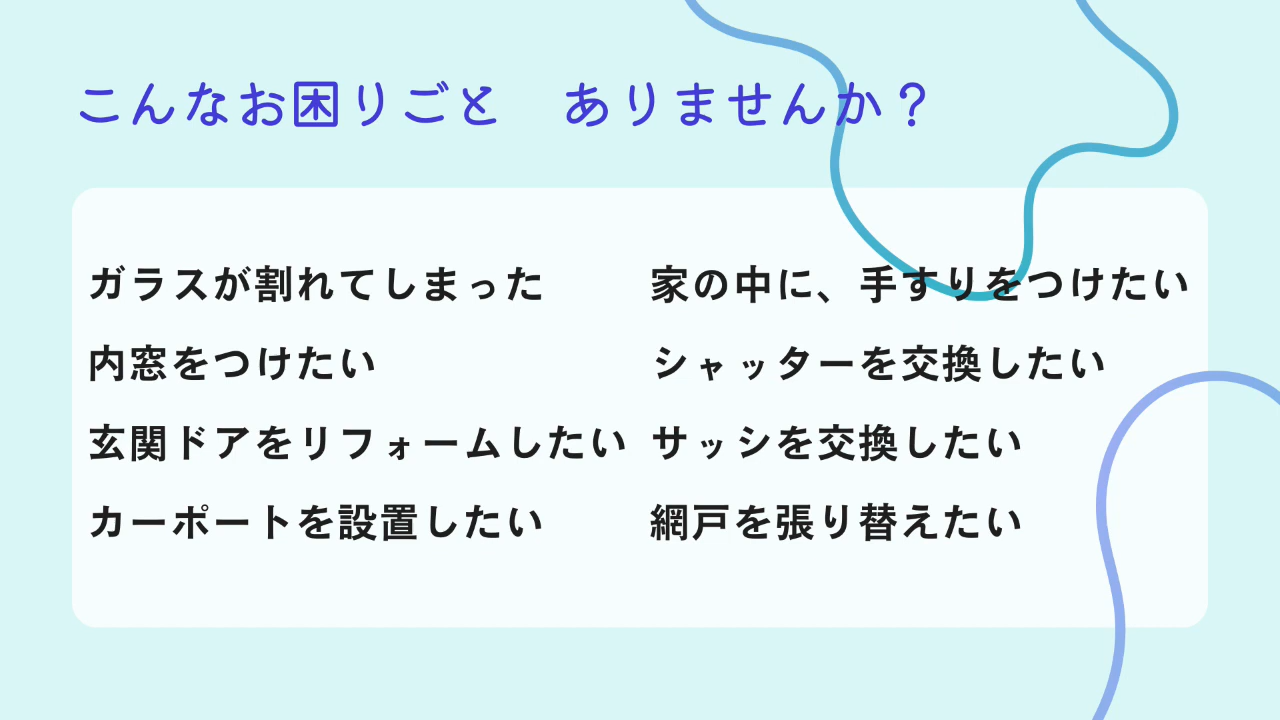 こんなお困りごと　ありませんか？
ガラスが割れてしまった
内窓をつけたい
玄関ドアをリフォームしたい
カーポートを設置したい
家の中に、手すりをつけたい
シャッターを交換したい
サッシを交換したい
網戸を張り替えたい